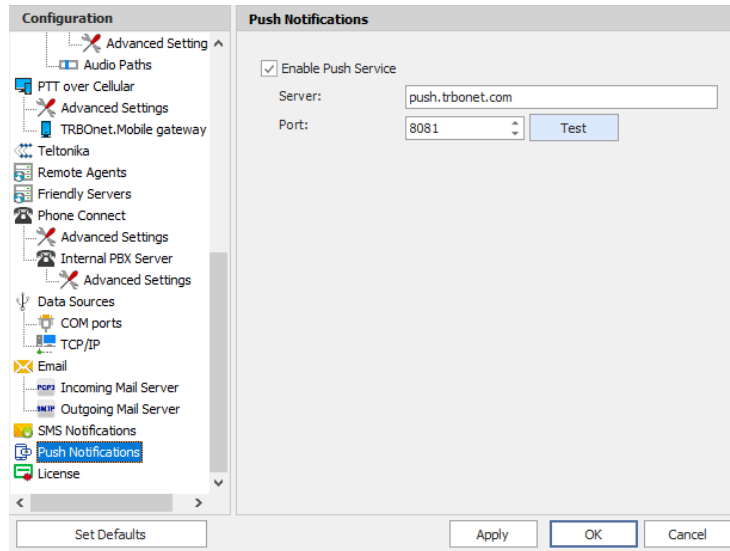 Configuration
Advanced Setting
Audio Paths
PTT over Cellular
Advanced Settings
TRBOnet.Mobile gateway
Teltonika
Remote Agents
Friendly Servers
Phone Connect
Advanced Settings
Internal PBX Server
Advanced Settings
Data Sources
COM ports
TCP/IP
Email
POP3 Incoming Mail Server
SMTP Outgoing Mail Server
SMS Notifications
Push Notifications
License
Set Defaults
Push Notifications
Enable Push Service
Server: push.trbonet.com
Port: 8081 Test
Apply OK Cancel